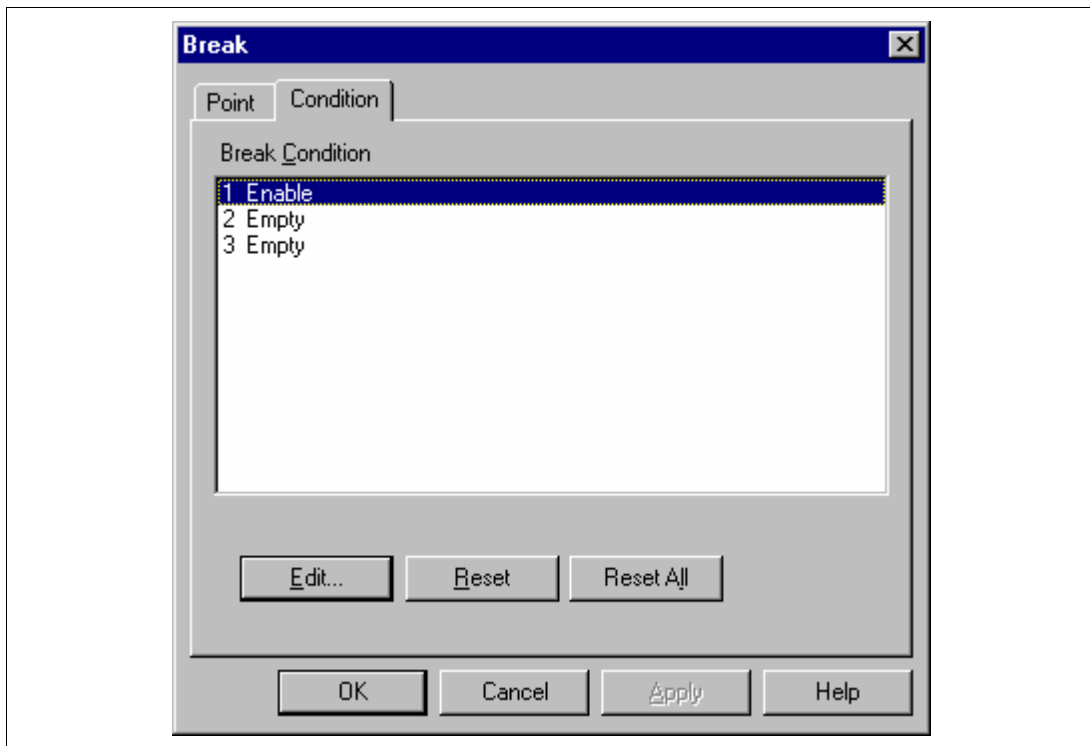 Break
Point Condition
Break Condition
1 Enable
2 Empty
3 Empty
Edit... Reset Reset All
OK Cancel Apply Help